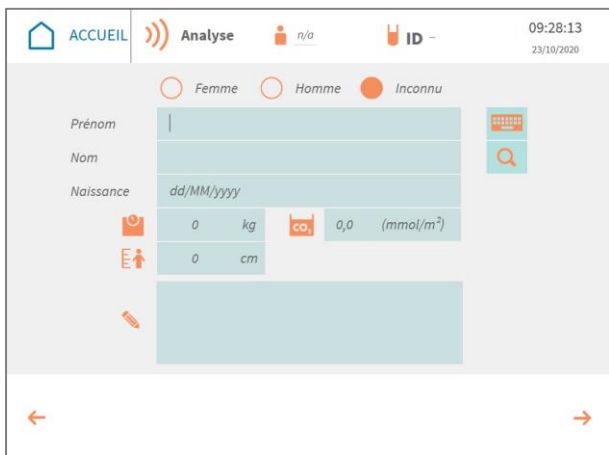 ACCUEIL Analyse n/a ID – 09:28:13
23/10/2020
Femme Homme Inconnu
Prénom
Nom
Naissance dd/MM/yyyy
0 kg CO₂ 0,0 (mmol/m²)
0 cm